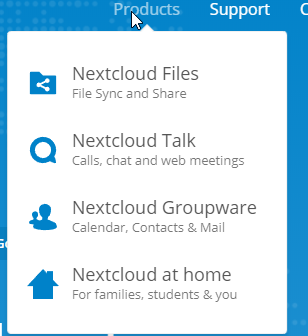 Products Support
Nextcloud Files
File Sync and Share
Nextcloud Talk
Calls, chat and web meetings
Nextcloud Groupware
Calendar, Contacts & Mail
Nextcloud at home
For families, students & you